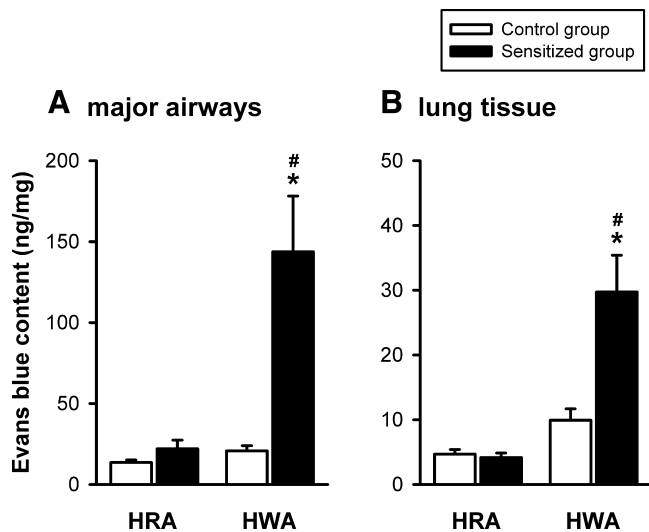 Control group
Sensitized group
A major airways
B lung tissue
Evans blue content (ng/mg)
200
150
100
50
0
#
*
HRA
HWA
50
40
30
20
10
0
#
*
HRA
HWA